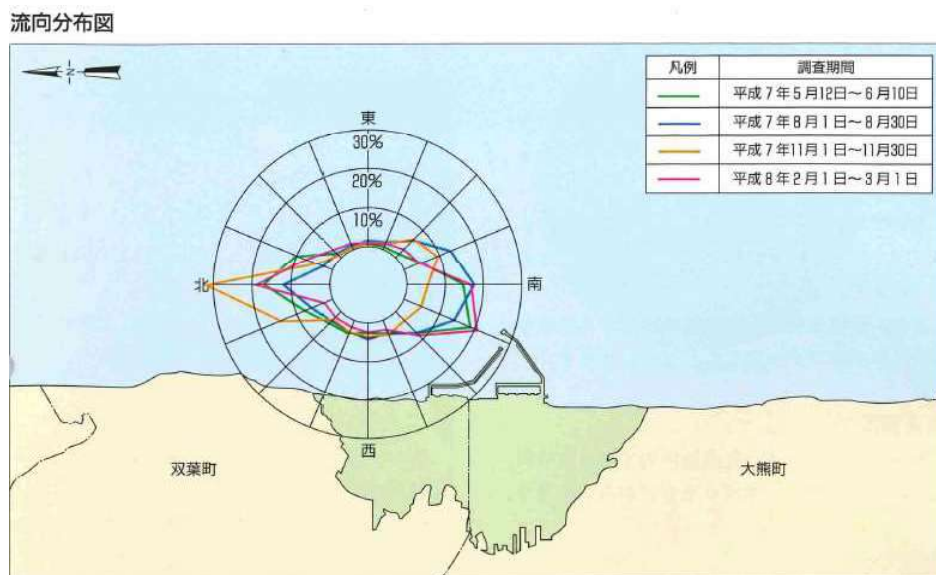 流向分布図
N
凡例 調査期間
平成7年5月12日～6月10日
平成7年8月1日～8月30日
平成7年11月1日～11月30日
平成8年2月1日～3月1日
東
30%
20%
10%
北
南
西
双葉町
大熊町